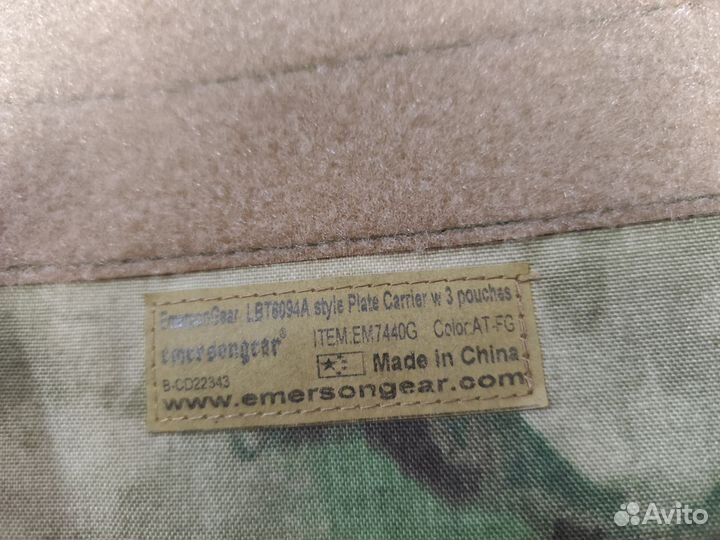 EmersonGear LBT6094A style Plate Carrier w 3 pouches
emersongear® ITEM:EM7440G Color:AT-FG
Made in China
B-CD22343
www.emersongear.com
Avito